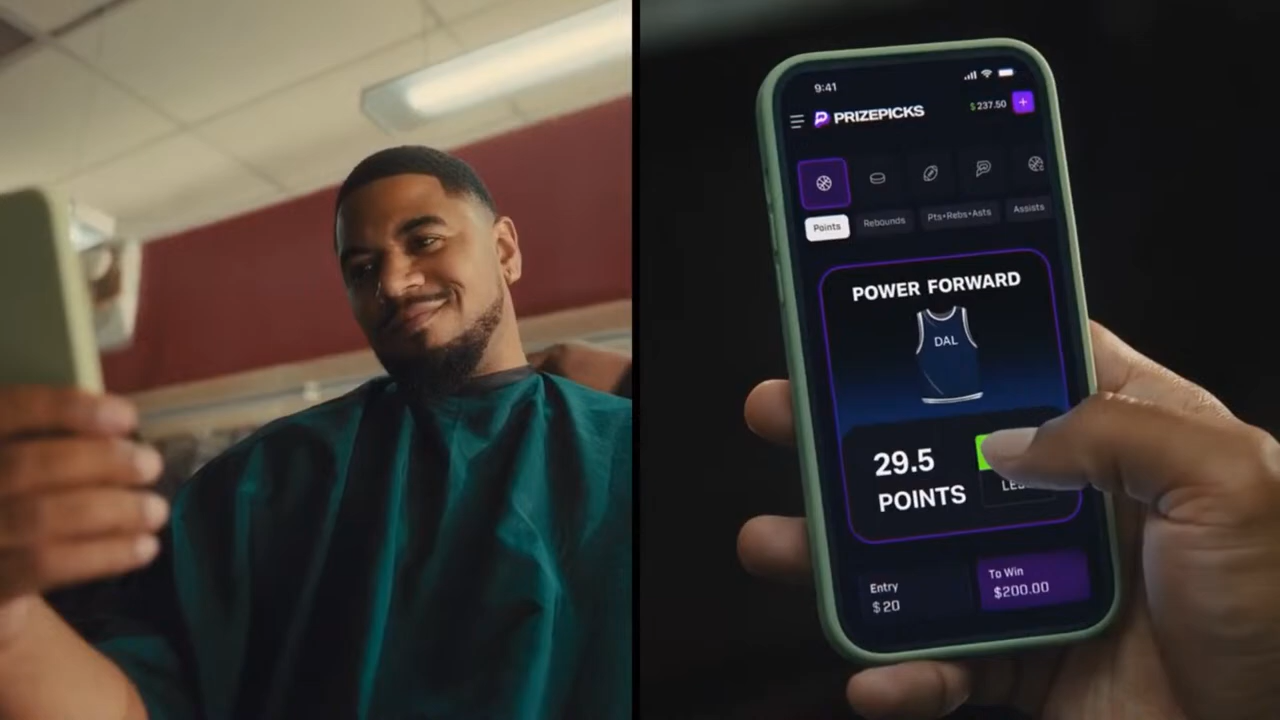 9:41
PRIZEPICKS
$237.50 +
Points Rebounds Pts+Rebs+Asts Assists
POWER FORWARD
DAL
29.5
POINTS
Entry
$20
To Win
$200.00